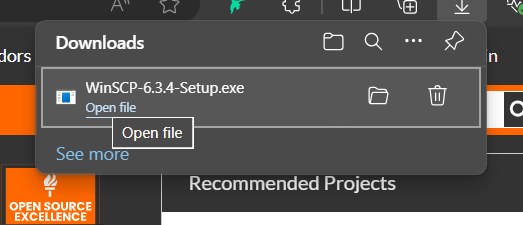 A
dors
Downloads
in
WinSCP-6.3.4-Setup.exe
Open file
Open file
See more
OPEN SOURCE
EXCELLENCE
Recommended Projects